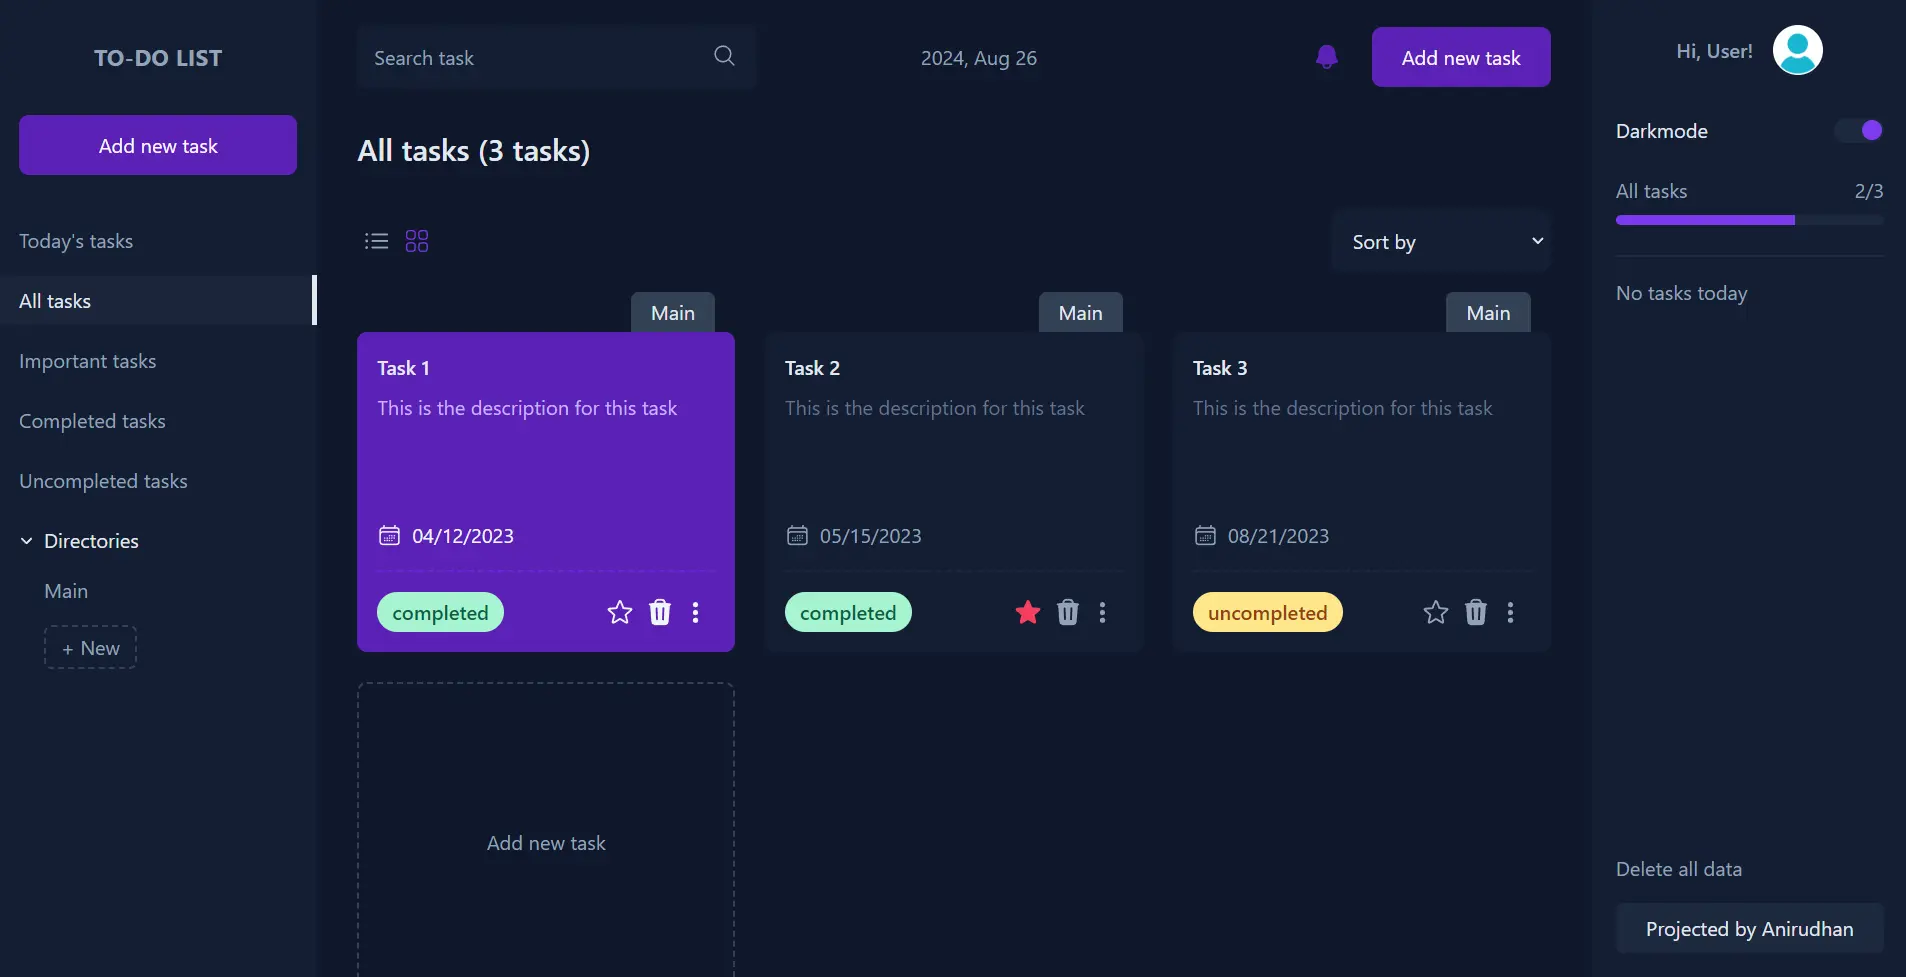 TO-DO LIST
Add new task
Today's tasks
All tasks
Important tasks
Completed tasks
Uncompleted tasks
Directories
Main
+ New
Search task
2024, Aug 26
Add new task
All tasks (3 tasks)
Sort by
Main
Task 1
This is the description for this task
04/12/2023
completed
Main
Task 2
This is the description for this task
05/15/2023
completed
Main
Task 3
This is the description for this task
08/21/2023
uncompleted
Add new task
Hi, User!
Darkmode
All tasks 2/3
No tasks today
Delete all data
Projected by Anirudhan